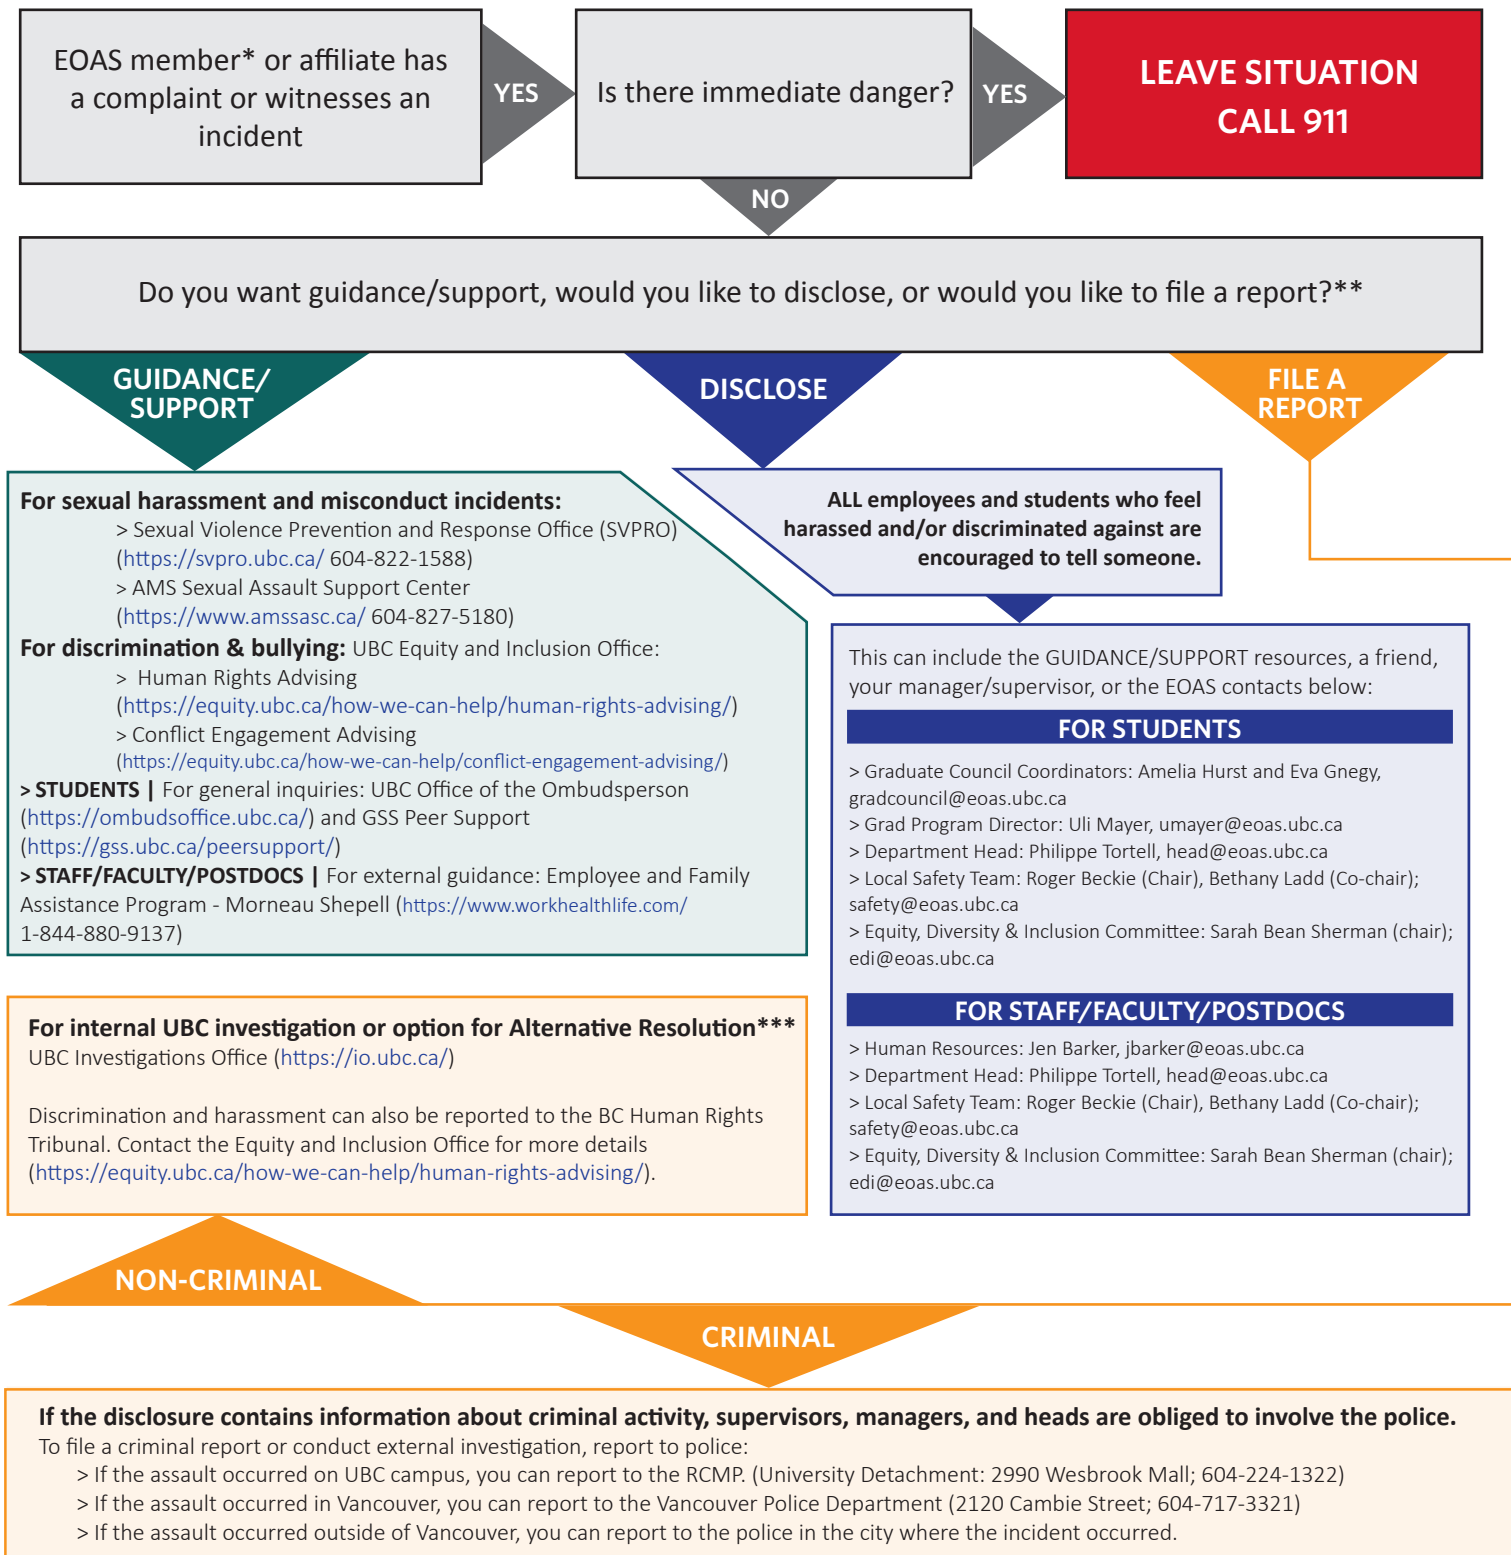 EOAS member* or affiliate has
a complaint or witnesses an
incident
YES
Is there immediate danger?
YES
LEAVE SITUATION
CALL 911
NO
Do you want guidance/support, would you like to disclose, or would you like to file a report?**
GUIDANCE/
SUPPORT
DISCLOSE
FILE A
REPORT
For sexual harassment and misconduct incidents:
> Sexual Violence Prevention and Response Office (SVPRO)
(https://svpro.ubc.ca/ 604-822-1588)
> AMS Sexual Assault Support Center
(https://www.amssasc.ca/ 604-827-5180)
For discrimination & bullying: UBC Equity and Inclusion Office:
> Human Rights Advising
(https://equity.ubc.ca/how-we-can-help/human-rights-advising/)
> Conflict Engagement Advising
(https://equity.ubc.ca/how-we-can-help/conflict-engagement-advising/)
> STUDENTS | For general inquiries: UBC Office of the Ombudsperson
(https://ombudsoffice.ubc.ca/) and GSS Peer Support
(https://gss.ubc.ca/peersupport/)
> STAFF/FACULTY/POSTDOCS | For external guidance: Employee and Family
Assistance Program - Morneau Shepell (https://www.workhealthlife.com/
1-844-880-9137)
ALL employees and students who feel
harassed and/or discriminated against are
encouraged to tell someone.
This can include the GUIDANCE/SUPPORT resources, a friend,
your manager/supervisor, or the EOAS contacts below:
FOR STUDENTS
> Graduate Council Coordinators: Amelia Hurst and Eva Gnegy,
gradcouncil@eoas.ubc.ca
> Grad Program Director: Uli Mayer, umayer@eoas.ubc.ca
> Department Head: Philippe Tortell, head@eoas.ubc.ca
> Local Safety Team: Roger Beckie (Chair), Bethany Ladd (Co-chair);
safety@eoas.ubc.ca
> Equity, Diversity & Inclusion Committee: Sarah Bean Sherman (chair);
edi@eoas.ubc.ca
FOR STAFF/FACULTY/POSTDOCS
> Human Resources: Jen Barker, jbarker@eoas.ubc.ca
> Department Head: Philippe Tortell, head@eoas.ubc.ca
> Local Safety Team: Roger Beckie (Chair), Bethany Ladd (Co-chair);
safety@eoas.ubc.ca
> Equity, Diversity & Inclusion Committee: Sarah Bean Sherman (chair);
edi@eoas.ubc.ca
For internal UBC investigation or option for Alternative Resolution***
UBC Investigations Office (https://io.ubc.ca/)
Discrimination and harassment can also be reported to the BC Human Rights
Tribunal. Contact the Equity and Inclusion Office for more details
(https://equity.ubc.ca/how-we-can-help/human-rights-advising/).
NON-CRIMINAL
CRIMINAL
If the disclosure contains information about criminal activity, supervisors, managers, and heads are obliged to involve the police.
To file a criminal report or conduct external investigation, report to police:
> If the assault occurred on UBC campus, you can report to the RCMP. (University Detachment: 2990 Wesbrook Mall; 604-224-1322)
> If the assault occurred in Vancouver, you can report to the Vancouver Police Department (2120 Cambie Street; 604-717-3321)
> If the assault occurred outside of Vancouver, you can report to the police in the city where the incident occurred.